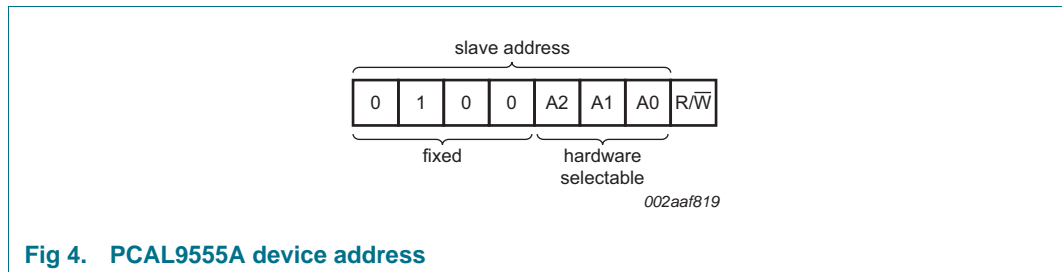 slave address
0 1 0 0 A2 A1 A0 R/W̅
fixed hardware
selectable
002aaf819
Fig 4. PCAL9555A device address